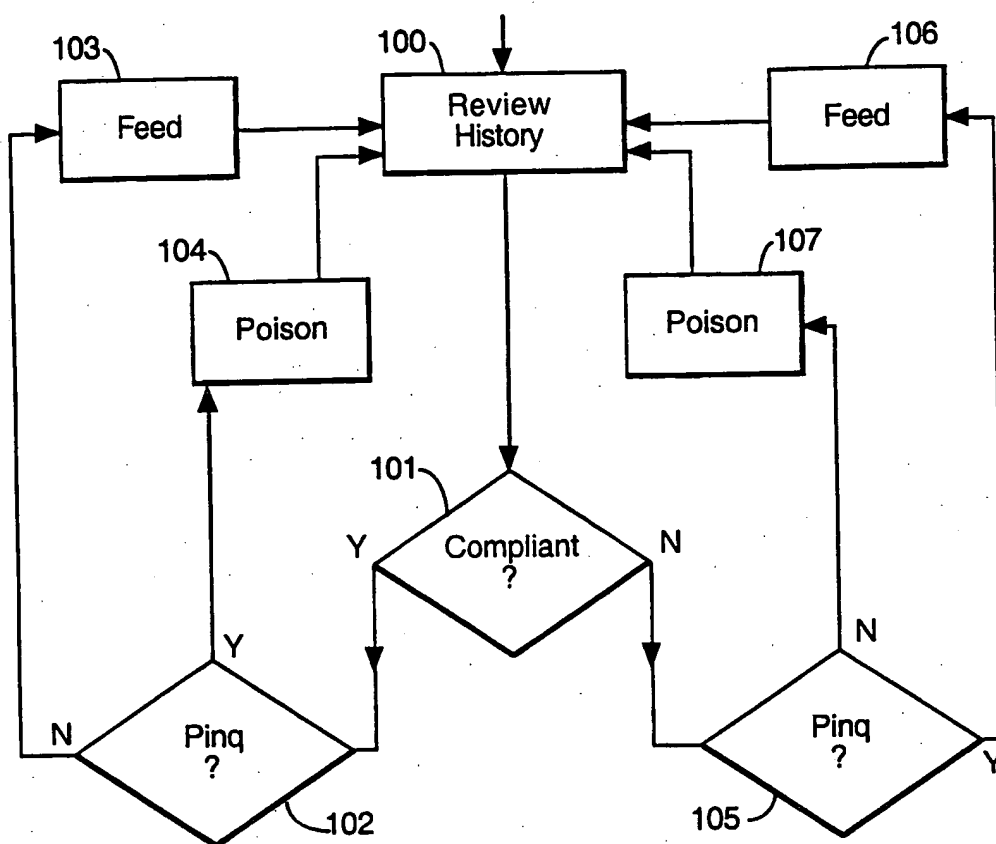 103
100
106
Feed
Review
History
Feed
104
107
Poison
Poison
101
Y
Compliant
?
N
Y
N
N
Pinq
?
Pinq
?
Y
102
105